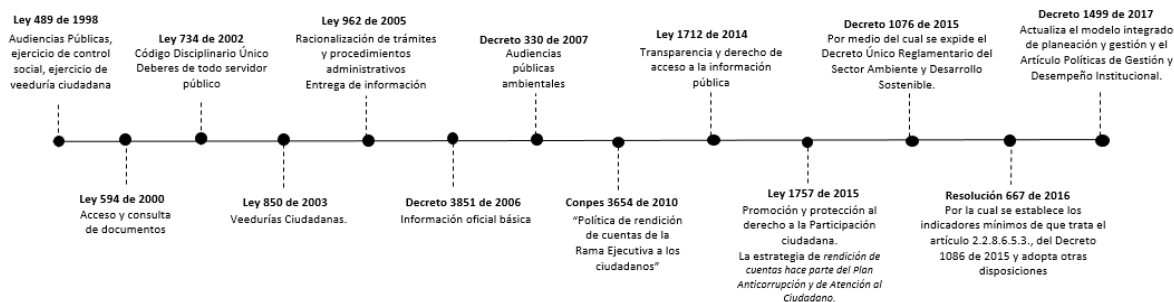 Ley 489 de 1998
Audiencias Públicas,
ejercicio de control
social, ejercicio de
veeduría ciudadana
Ley 594 de 2000
Acceso y consulta
de documentos
Ley 734 de 2002
Código Disciplinario Único
Deberes de todo servidor
público
Ley 850 de 2003
Veedurías Ciudadanas.
Ley 962 de 2005
Racionalización de trámites
y procedimientos
administrativos
Entrega de información
Decreto 3851 de 2006
Información oficial básica
Decreto 330 de 2007
Audiencias
públicas
ambientales
Conpes 3654 de 2010
“Política de rendición
de cuentas de la
Rama Ejecutiva a los
ciudadanos”
Ley 1712 de 2014
Transparencia y derecho de
acceso a la información
pública
Ley 1757 de 2015
Promoción y protección al
derecho a la Participación
ciudadana.
La estrategia de rendición de
cuentas hace parte del Plan
Anticorrupción y de Atención al
Ciudadano.
Decreto 1076 de 2015
Por medio del cual se expide el
Decreto Único Reglamentario del
Sector Ambiente y Desarrollo
Sostenible.
Resolución 667 de 2016
Por la cual se establece los
indicadores mínimos de que trata el
artículo 2.2.8.6.5.3., del Decreto
1086 de 2015 y adopta otras
disposiciones
Decreto 1499 de 2017
Actualiza el modelo integrado
de planeación y gestión y el
Artículo Políticas de Gestión y
Desempeño Institucional.